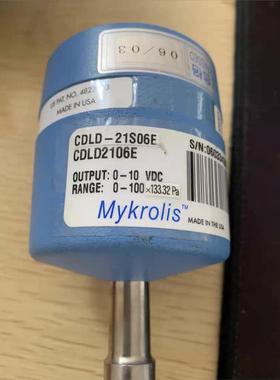 06/03
US PAT. NO. 482
MADE IN USA
CDLD-21S06E
CDLD2106E
S/N:
OUTPUT: 0-10 VDC
RANGE: 0-100 ×133.32 Pa
Mykrolis
MADE IN THE USA